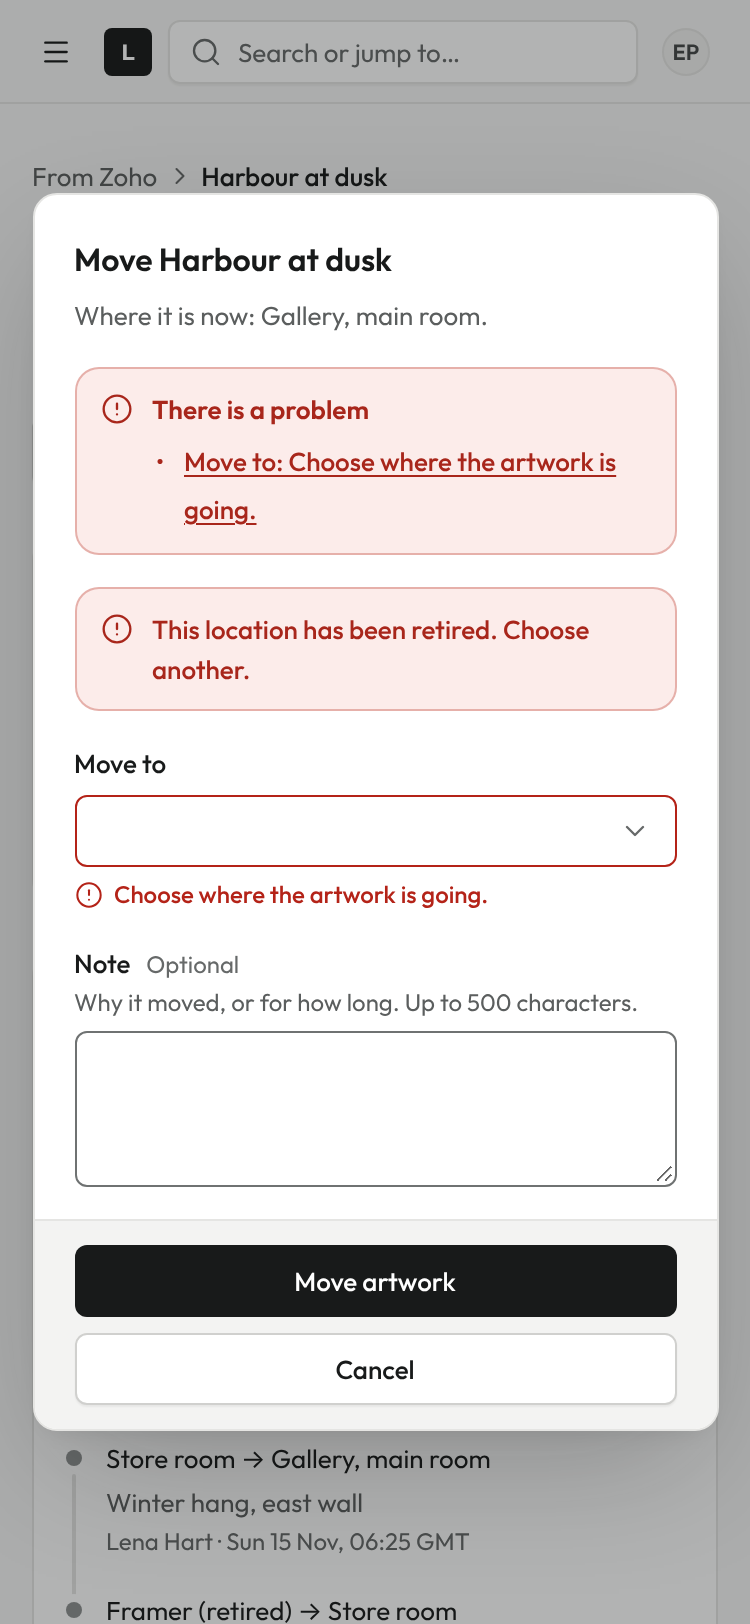 L
Search or jump to…
EP
From Zoho > Harbour at dusk
Move Harbour at dusk
Where it is now: Gallery, main room.
There is a problem
• Move to: Choose where the artwork is
going.
This location has been retired. Choose
another.
Move to
Choose where the artwork is going.
Note Optional
Why it moved, or for how long. Up to 500 characters.
Move artwork
Cancel
Store room → Gallery, main room
Winter hang, east wall
Lena Hart · Sun 15 Nov, 06:25 GMT
Framer (retired) → Store room